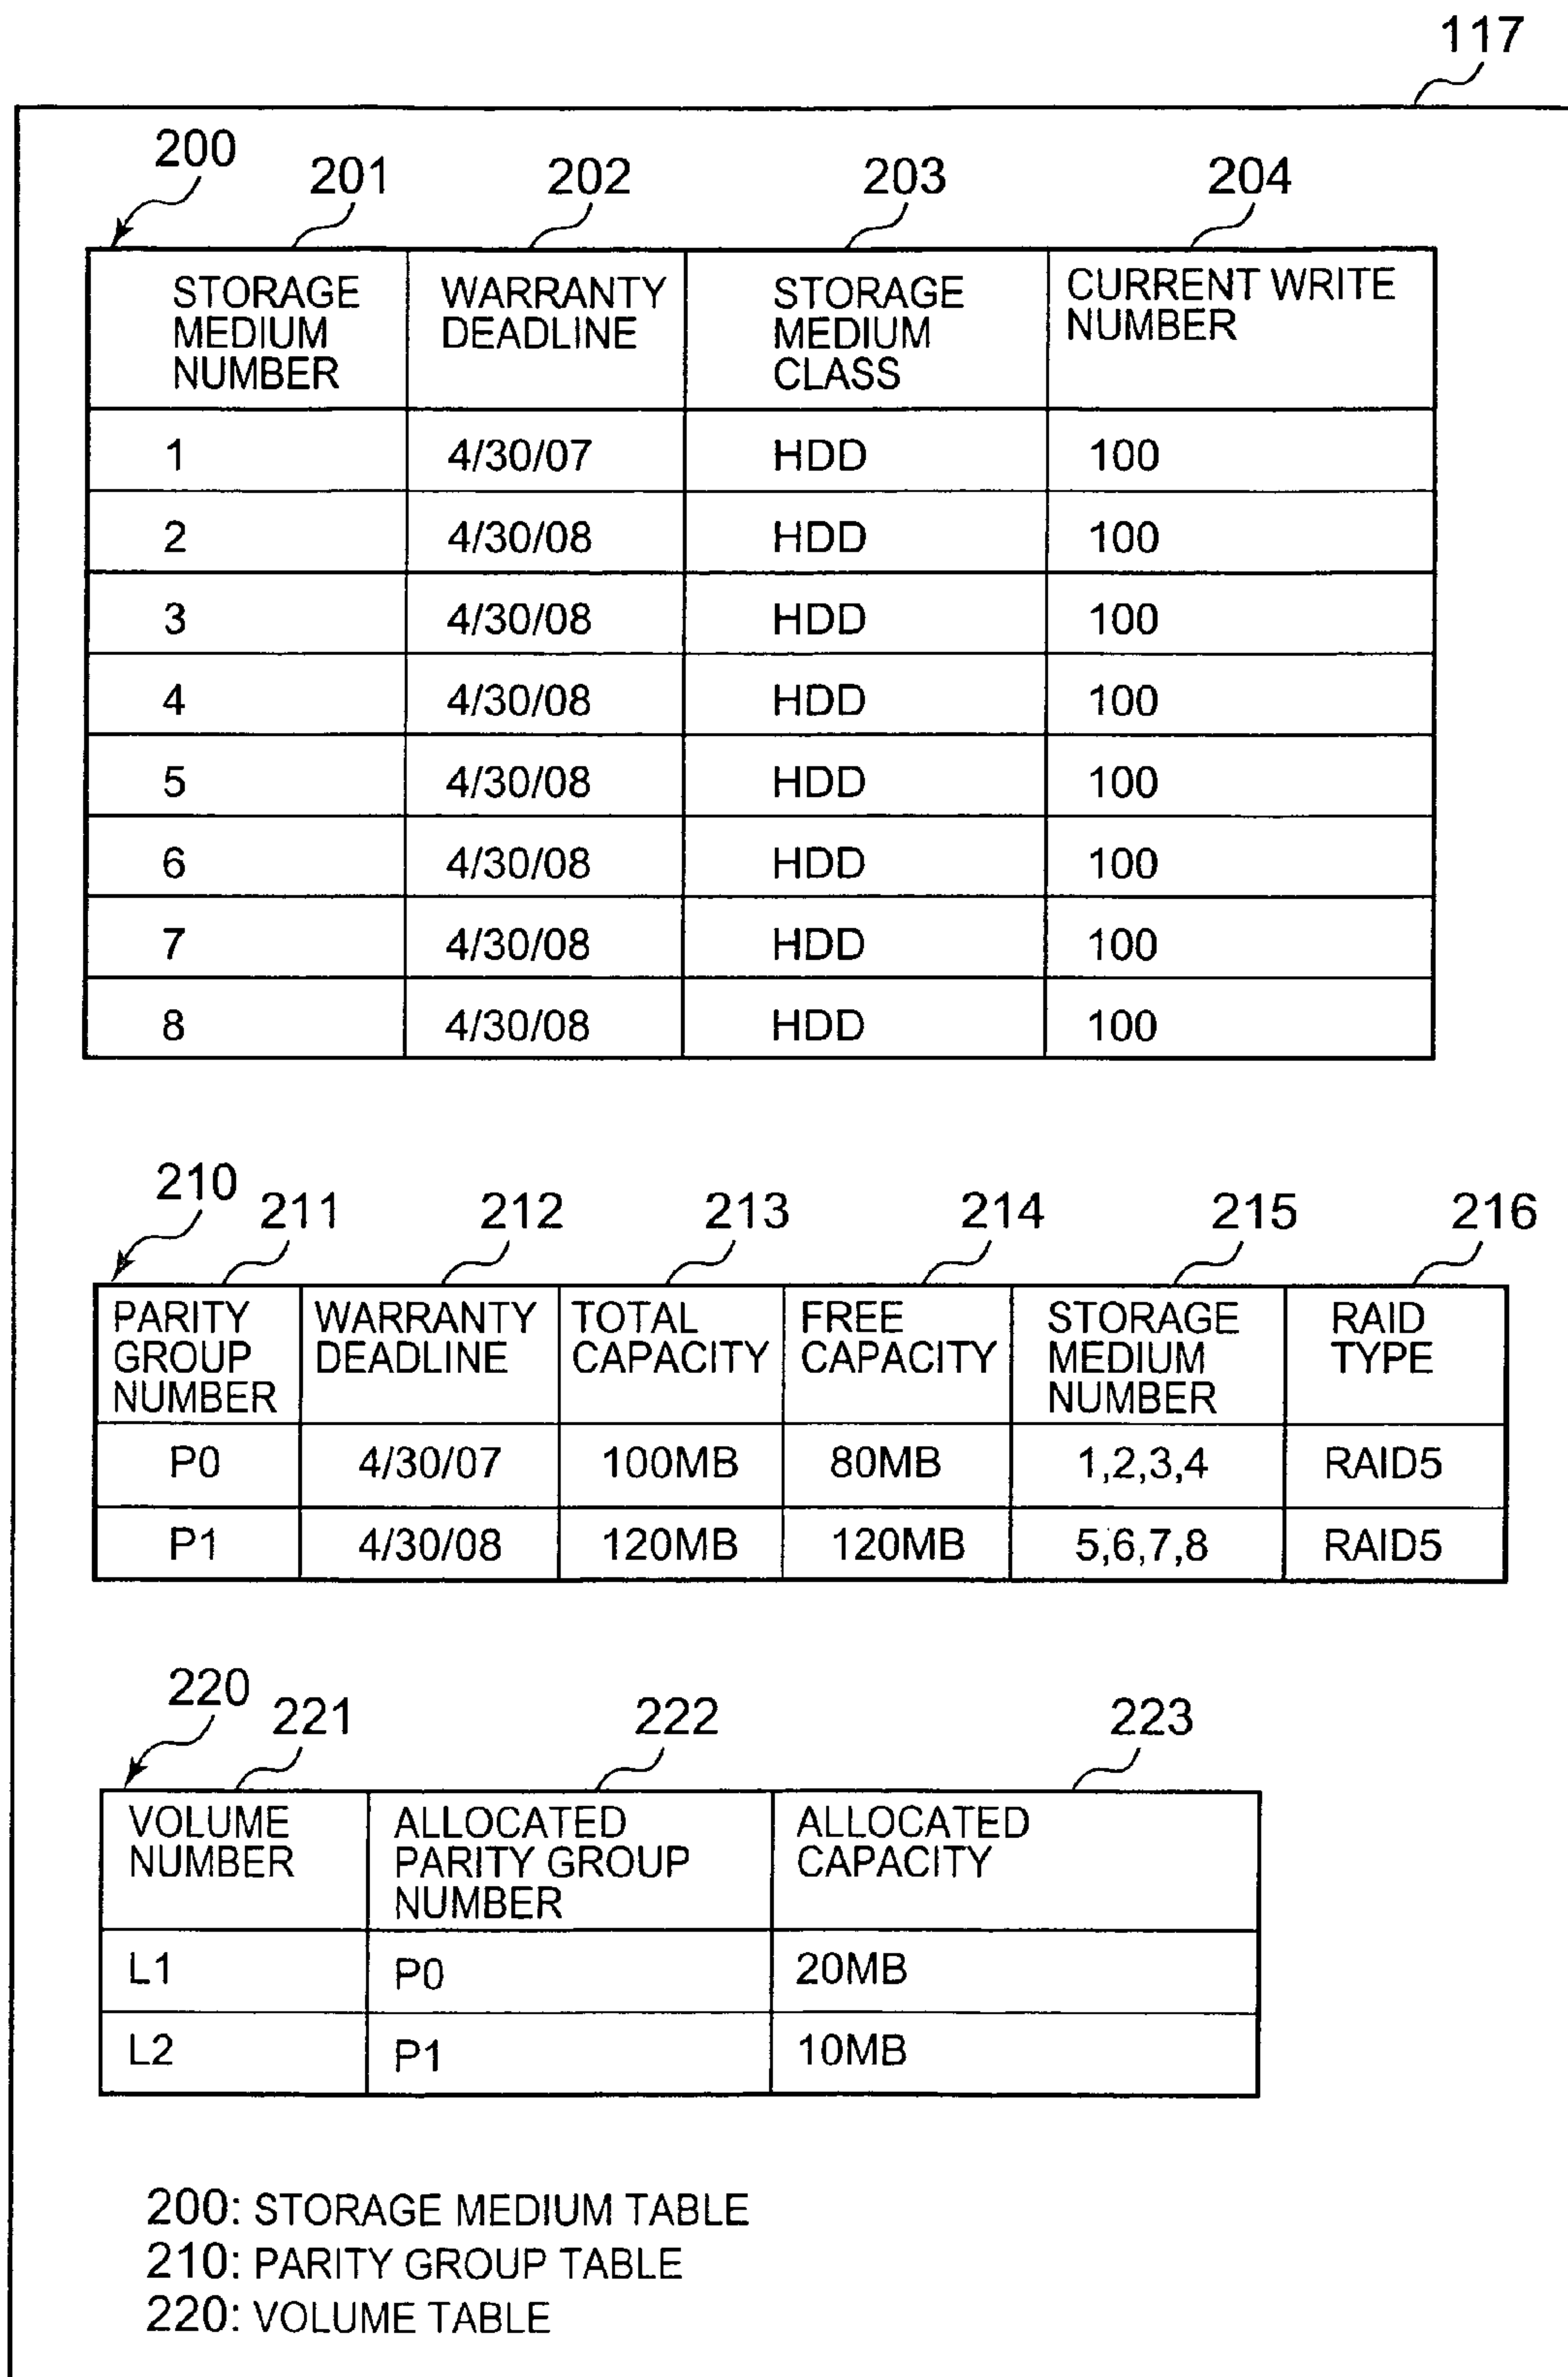 117
200
201 202 203 204
STORAGE MEDIUM NUMBER WARRANTY DEADLINE STORAGE MEDIUM CLASS CURRENT WRITE NUMBER
1 4/30/07 HDD 100
2 4/30/08 HDD 100
3 4/30/08 HDD 100
4 4/30/08 HDD 100
5 4/30/08 HDD 100
6 4/30/08 HDD 100
7 4/30/08 HDD 100
8 4/30/08 HDD 100
210
211 212 213 214 215 216
PARITY GROUP NUMBER WARRANTY DEADLINE TOTAL CAPACITY FREE CAPACITY STORAGE MEDIUM NUMBER RAID TYPE
P0 4/30/07 100MB 80MB 1,2,3,4 RAID5
P1 4/30/08 120MB 120MB 5,6,7,8 RAID5
220
221 222 223
VOLUME NUMBER ALLOCATED PARITY GROUP NUMBER ALLOCATED CAPACITY
L1 P0 20MB
L2 P1 10MB
200: STORAGE MEDIUM TABLE
210: PARITY GROUP TABLE
220: VOLUME TABLE